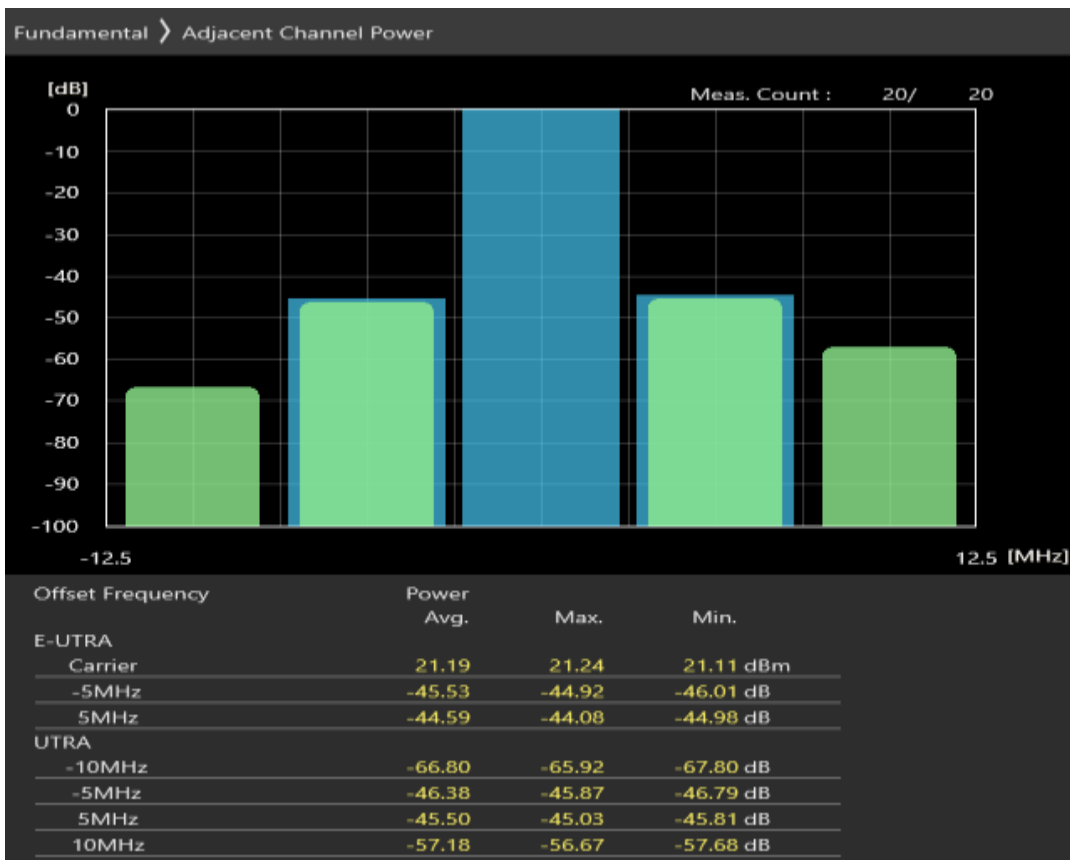 Fundamental 〉 Adjacent Channel Power
[dB]
Meas. Count : 20/ 20
0
-10
-20
-30
-40
-50
-60
-70
-80
-90
-100
-12.5 12.5 [MHz]
Offset Frequency Power
Avg. Max. Min.
E-UTRA
Carrier 21.19 21.24 21.11 dBm
-5MHz -45.53 -44.92 -46.01 dB
5MHz -44.59 -44.08 -44.98 dB
UTRA
-10MHz -66.80 -65.92 -67.80 dB
-5MHz -46.38 -45.87 -46.79 dB
5MHz -45.50 -45.03 -45.81 dB
10MHz -57.18 -56.67 -57.68 dB